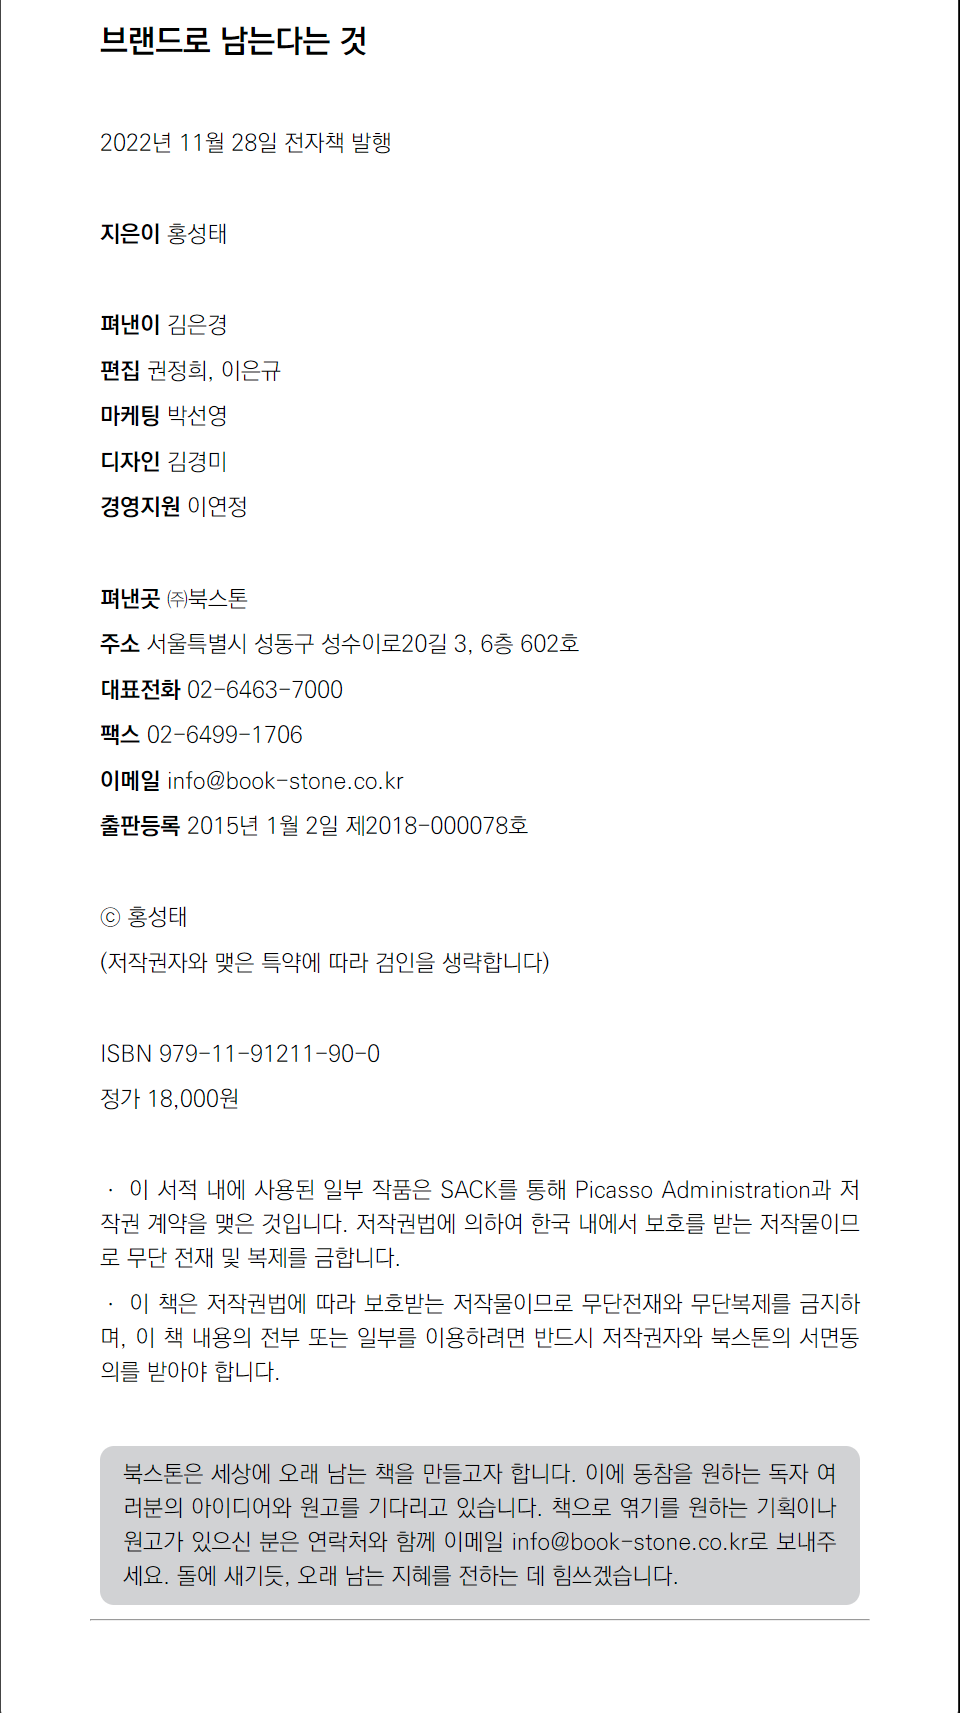 브랜드로 남는다는 것
2022년 11월 28일 전자책 발행
지은이 홍성태
펴낸이 김은경
편집 권정희, 이은규
마케팅 박선영
디자인 김경미
경영지원 이연정
펴낸곳 ㈜북스톤
주소 서울특별시 성동구 성수이로20길 3, 6층 602호
대표전화 02-6463-7000
팩스 02-6499-1706
이메일 info@book-stone.co.kr
출판등록 2015년 1월 2일 제2018-000078호
ⓒ 홍성태
(저작권자와 맺은 특약에 따라 검인을 생략합니다)
ISBN 979-11-91211-90-0
정가 18,000원
· 이 서적 내에 사용된 일부 작품은 SACK를 통해 Picasso Administration과 저
작권 계약을 맺은 것입니다. 저작권법에 의하여 한국 내에서 보호를 받는 저작물이므
로 무단 전재 및 복제를 금합니다.
· 이 책은 저작권법에 따라 보호받는 저작물이므로 무단전재와 무단복제를 금지하
며, 이 책 내용의 전부 또는 일부를 이용하려면 반드시 저작권자와 북스톤의 서면동
의를 받아야 합니다.
북스톤은 세상에 오래 남는 책을 만들고자 합니다. 이에 동참을 원하는 독자 여
러분의 아이디어와 원고를 기다리고 있습니다. 책으로 엮기를 원하는 기획이나
원고가 있으신 분은 연락처와 함께 이메일 info@book-stone.co.kr로 보내주
세요. 돌에 새기듯, 오래 남는 지혜를 전하는 데 힘쓰겠습니다.